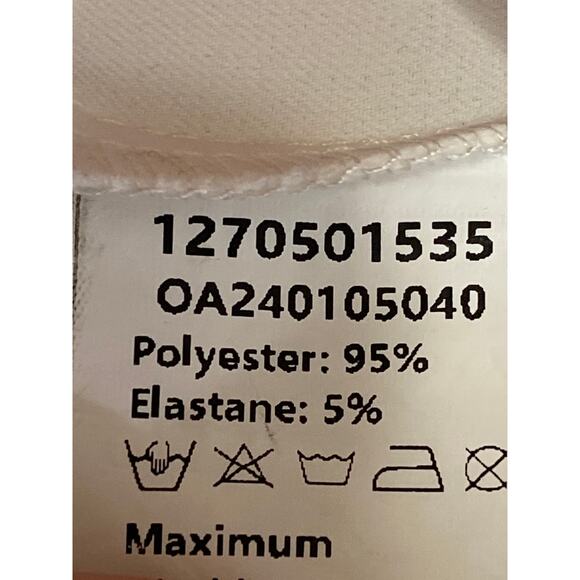 1270501535
OA240105040
Polyester: 95%
Elastane: 5%
Maximum